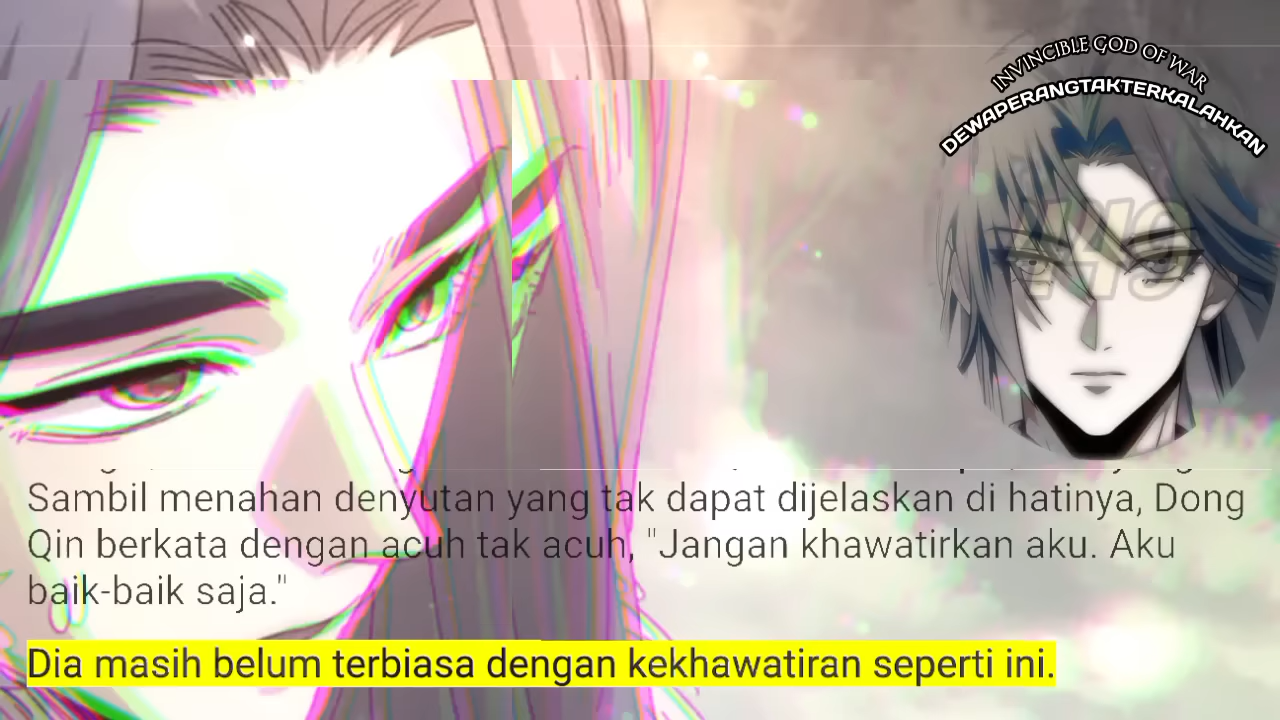 INVINCIBLE GOD OF WAR
DEWAPERANGTAKTERKALAHKAN
Sambil menahan denyutan yang tak dapat dijelaskan di hatinya, Dong
Qin berkata dengan acuh tak acuh, "Jangan khawatirkan aku. Aku
baik-baik saja."
Dia masih belum terbiasa dengan kekhawatiran seperti ini.